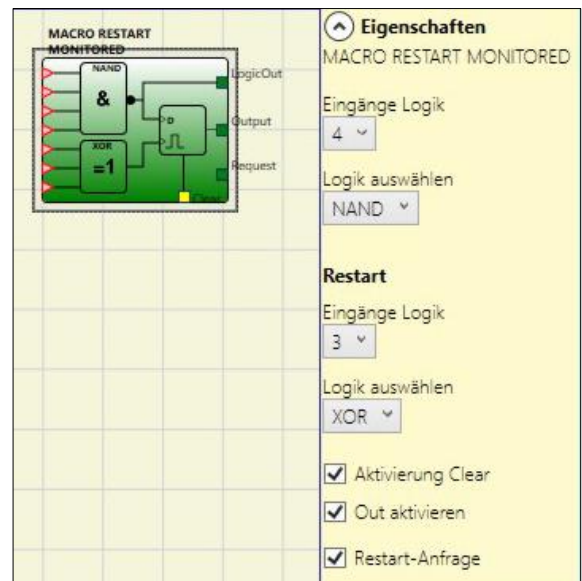 MACRO RESTART
MONITORED
NAND
&
XOR
=1
D
LogicOut
Output
Request
Clear
Eigenschaften
MACRO RESTART MONITORED
Eingänge Logik
4
Logik auswählen
NAND
Restart
Eingänge Logik
3
Logik auswählen
XOR
Aktivierung Clear
Out aktivieren
Restart-Anfrage